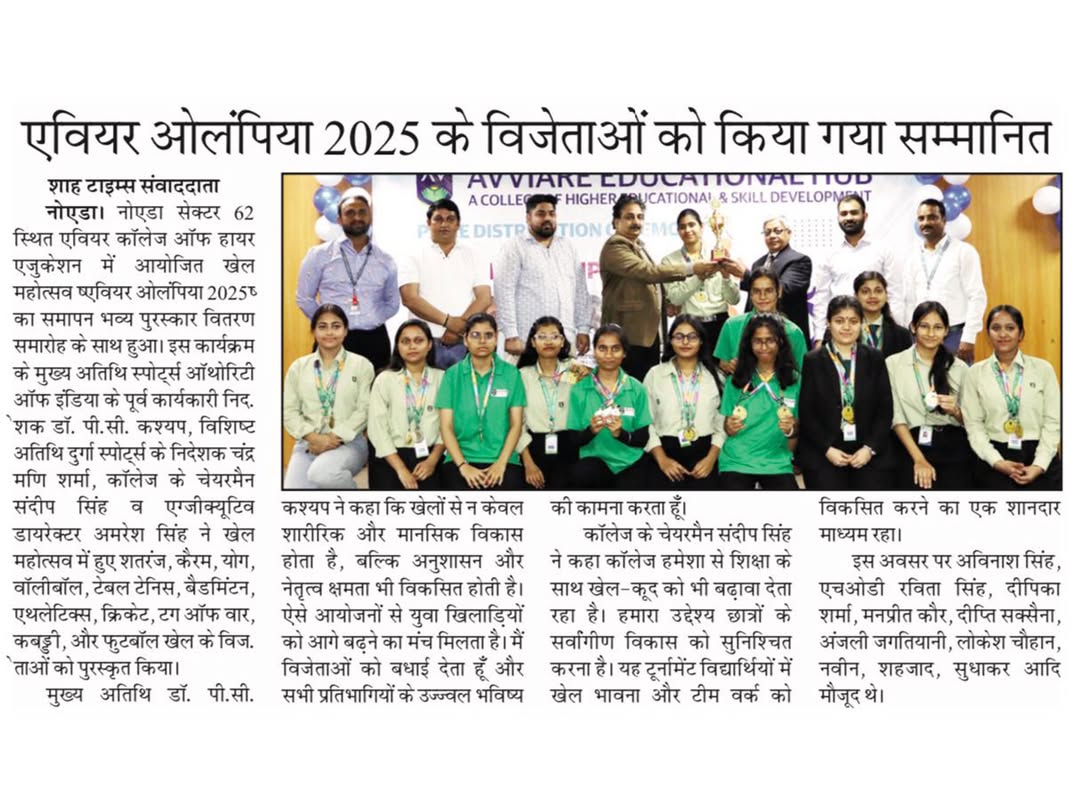 एवियर ओलंपिया 2025 के विजेताओं को किया गया सम्मानित
शाह टाइम्स संवाददाता
नोएडा। नोएडा सेक्टर 62
स्थित एवियर कॉलेज ऑफ हायर
एजुकेशन में आयोजित खेल
महोत्सव ष्एवियर ओलंपिया 2025ष्
का समापन भव्य पुरस्कार वितरण
समारोह के साथ हुआ। इस कार्यक्रम
के मुख्य अतिथि स्पोर्ट्स ऑथोरिटी
ऑफ इंडिया के पूर्व कार्यकारी निद.
ेशक डॉ. पी.सी. कश्यप, विशिष्ट
अतिथि दुर्गा स्पोर्ट्स के निदेशक चंद्र
मणि शर्मा, कॉलेज के चेयरमैन
संदीप सिंह व एग्जीक्यूटिव
डायरेक्टर अमरेश सिंह ने खेल
महोत्सव में हुए शतरंज, कैरम, योग,
वॉलीबॉल, टेबल टेनिस, बैडमिंटन,
एथलेटिक्स, क्रिकेट, टग ऑफ वार,
कबड्डी, और फुटबॉल खेल के विज.
ेताओं को पुरस्कृत किया।
मुख्य अतिथि डॉ. पी.सी.
AVVIARE EDUCATIONAL HUB
A COLLEGE OF HIGHER EDUCATIONAL & SKILL DEVELOPMENT
कश्यप ने कहा कि खेलों से न केवल
शारीरिक और मानसिक विकास
होता है, बल्कि अनुशासन और
नेतृत्व क्षमता भी विकसित होती है।
ऐसे आयोजनों से युवा खिलाड़ियों
को आगे बढ़ने का मंच मिलता है। मैं
विजेताओं को बधाई देता हूँ और
सभी प्रतिभागियों के उज्ज्वल भविष्य
की कामना करता हूँ।
कॉलेज के चेयरमैन संदीप सिंह
ने कहा कॉलेज हमेशा से शिक्षा के
साथ खेल-कूद को भी बढ़ावा देता
रहा है। हमारा उद्देश्य छात्रों के
सर्वांगीण विकास को सुनिश्चित
करना है। यह टूर्नामेंट विद्यार्थियों में
खेल भावना और टीम वर्क को
विकसित करने का एक शानदार
माध्यम रहा।
इस अवसर पर अविनाश सिंह,
एचओडी रविता सिंह, दीपिका
शर्मा, मनप्रीत कौर, दीप्ति सक्सैना,
अंजली जगतियानी, लोकेश चौहान,
नवीन, शहजाद, सुधाकर आदि
मौजूद थे।